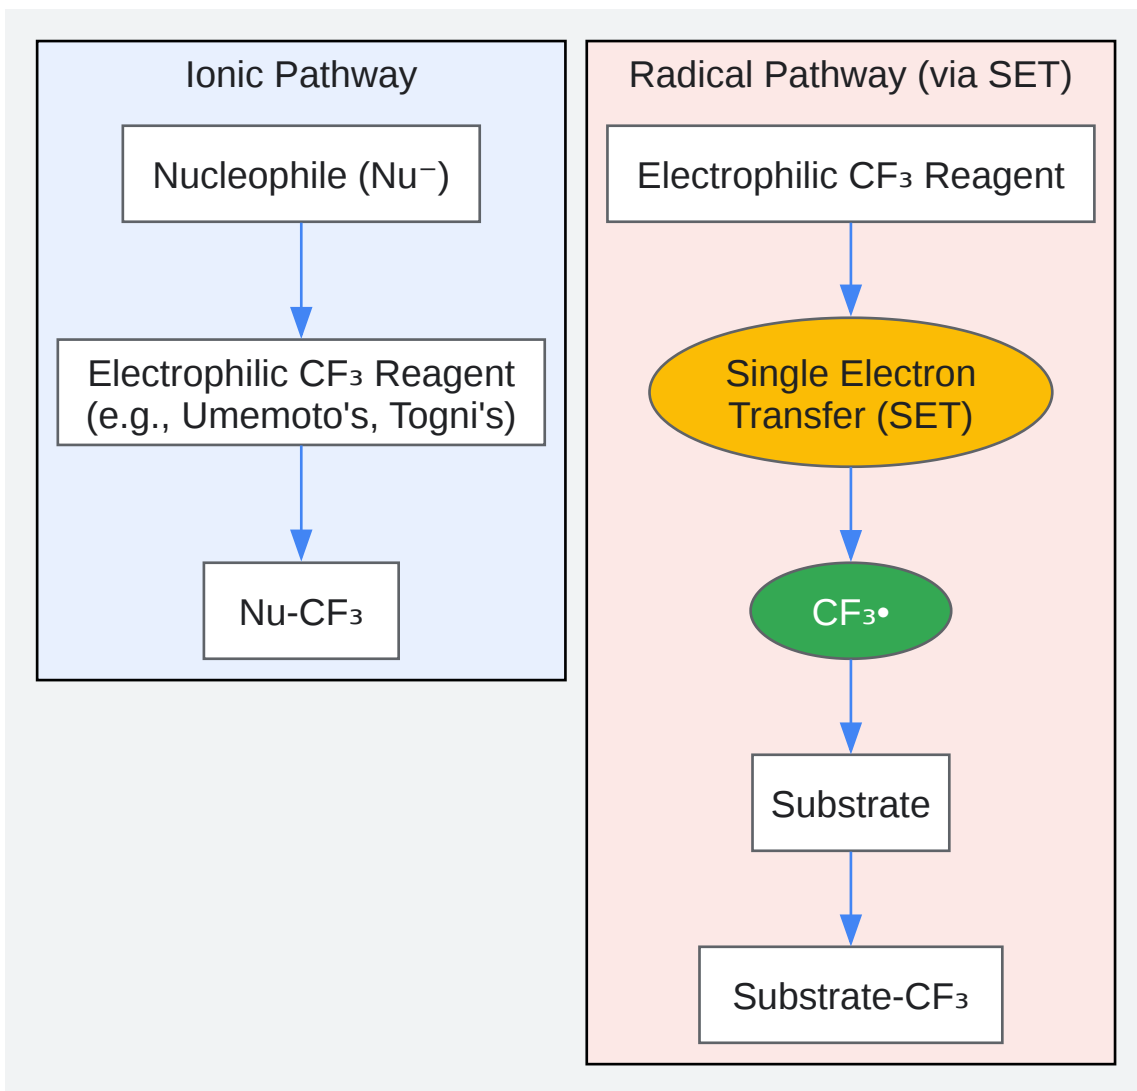 Ionic Pathway
Nucleophile (Nu⁻)
Electrophilic CF₃ Reagent
(e.g., Umemoto's, Togni's)
Nu-CF₃
Radical Pathway (via SET)
Electrophilic CF₃ Reagent
Single Electron
Transfer (SET)
CF₃•
Substrate
Substrate-CF₃